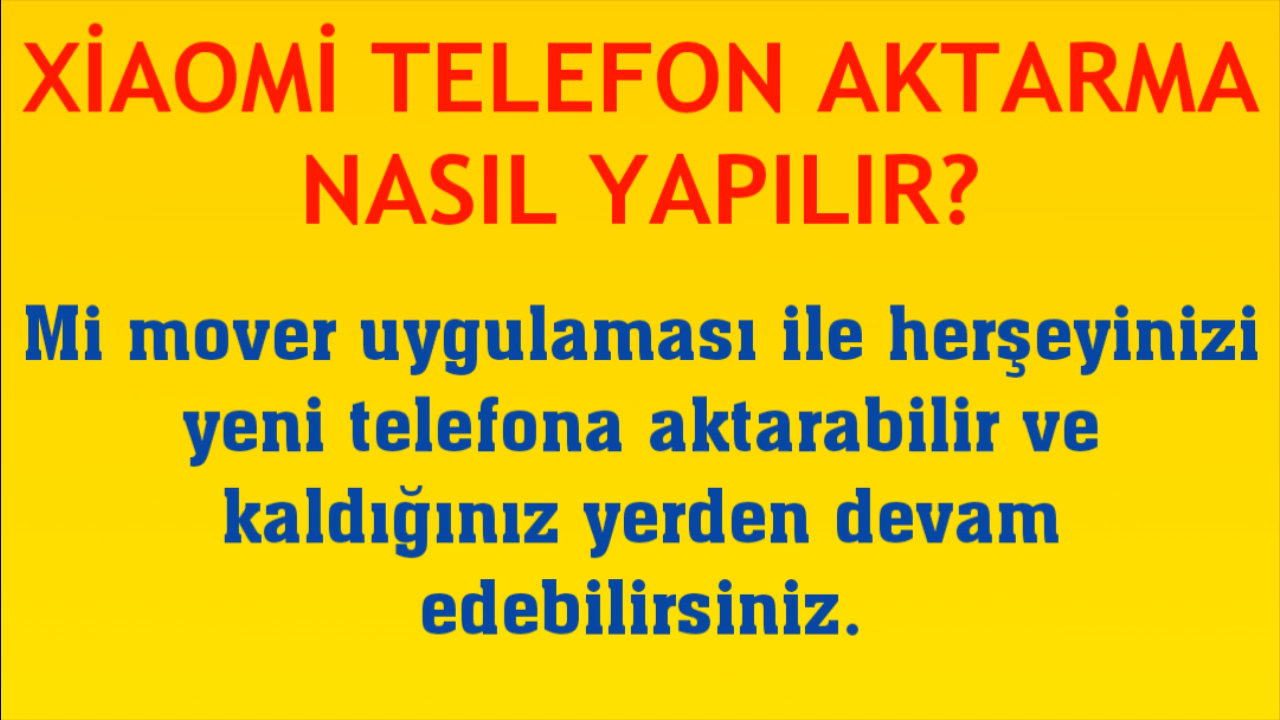 XİAOMİ TELEFON AKTARMA
NASIL YAPILIR?
Mi mover uygulaması ile herşeyinizi
yeni telefona aktarabilir ve
kaldığınız yerden devam
edebilirsiniz.